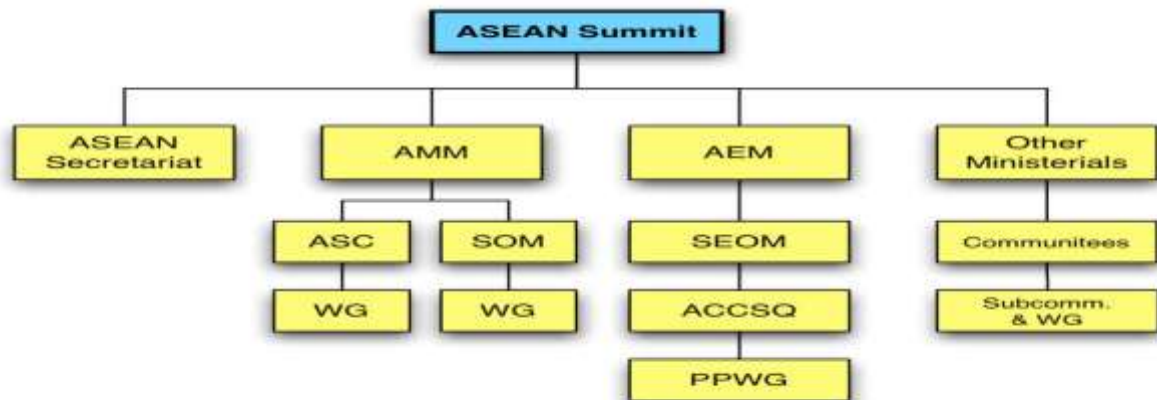 ASEAN Summit
ASEAN
Secretariat
AMM
AEM
Other
Ministerials
ASC
SOM
SEOM
Communitees
WG
WG
ACCSQ
Subcomm.
& WG
PPWG